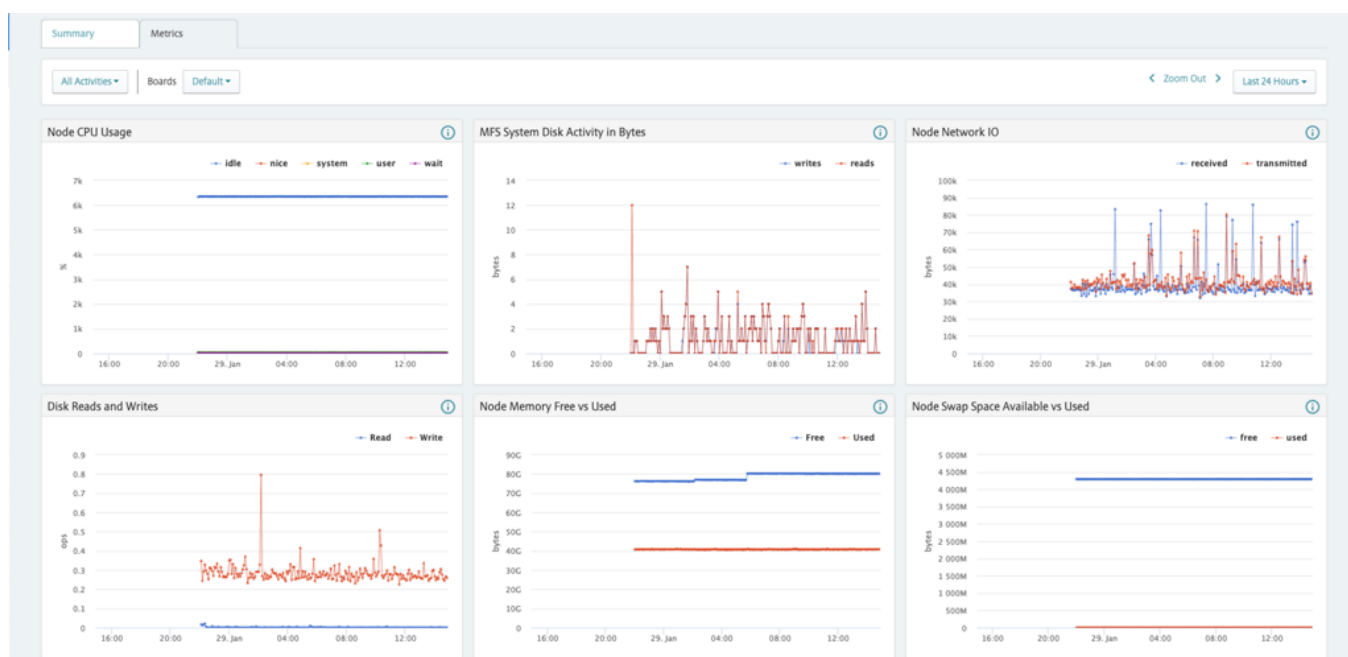 Summary Metrics
All Activities Boards Default Zoom Out Last 24 Hours
Node CPU Usage
idle nice system user wait
7k
6k
5k
4k
3k
2k
1k
0
%
16:00 20:00 29. Jan 04:00 08:00 12:00
MFS System Disk Activity in Bytes
writes reads
14
12
10
8
6
4
2
0
bytes
16:00 20:00 29. Jan 04:00 08:00 12:00
Node Network IO
received transmitted
100k
90k
80k
70k
60k
50k
40k
30k
20k
10k
0
bytes
16:00 20:00 29. Jan 04:00 08:00 12:00
Disk Reads and Writes
Read Write
0.9
0.8
0.7
0.6
0.5
0.4
0.3
0.2
0.1
0
ops
16:00 20:00 29. Jan 04:00 08:00 12:00
Node Memory Free vs Used
Free Used
90G
80G
70G
60G
50G
40G
30G
20G
10G
0
bytes
16:00 20:00 29. Jan 04:00 08:00 12:00
Node Swap Space Available vs Used
free used
5 000M
4 500M
4 000M
3 500M
3 000M
2 500M
2 000M
1 500M
1 000M
500M
0
bytes
16:00 20:00 29. Jan 04:00 08:00 12:00